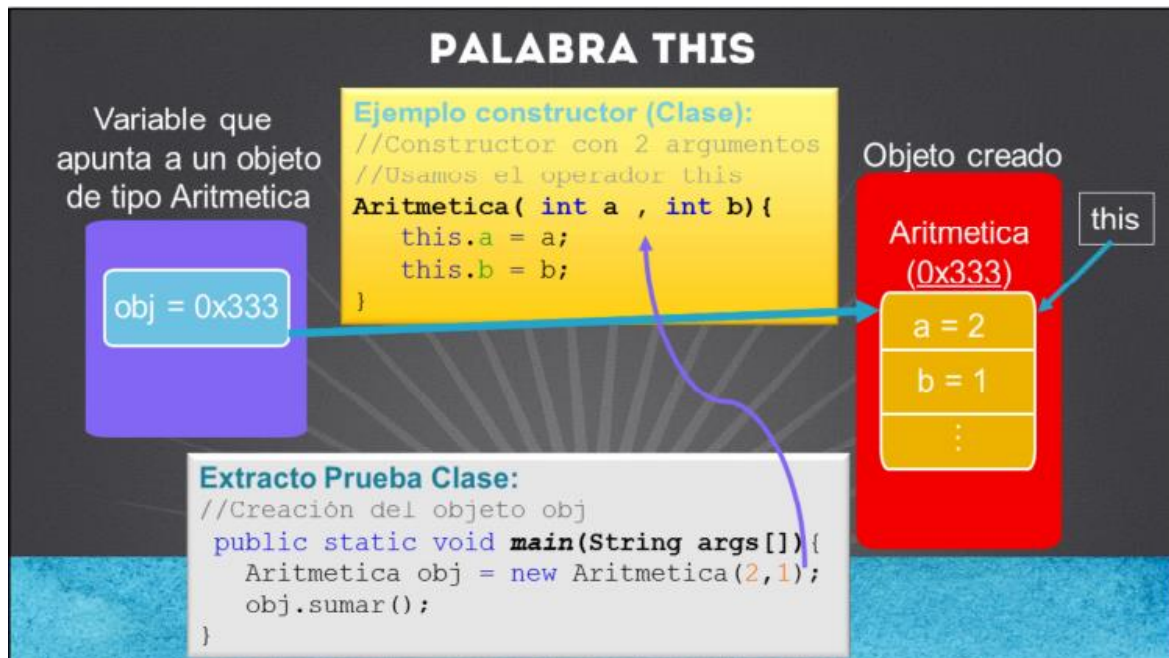 PALABRA THIS
Variable que
apunta a un objeto
de tipo Aritmetica
obj = 0x333
Ejemplo constructor (Clase):
//Constructor con 2 argumentos
//Usamos el operador this
Aritmetica( int a , int b){
this.a = a;
this.b = b;
}
Objeto creado
Aritmetica
(0x333)
a = 2
b = 1
⋮
this
Extracto Prueba Clase:
//Creación del objeto obj
public static void main(String args[]){
Aritmetica obj = new Aritmetica(2,1);
obj.sumar();
}